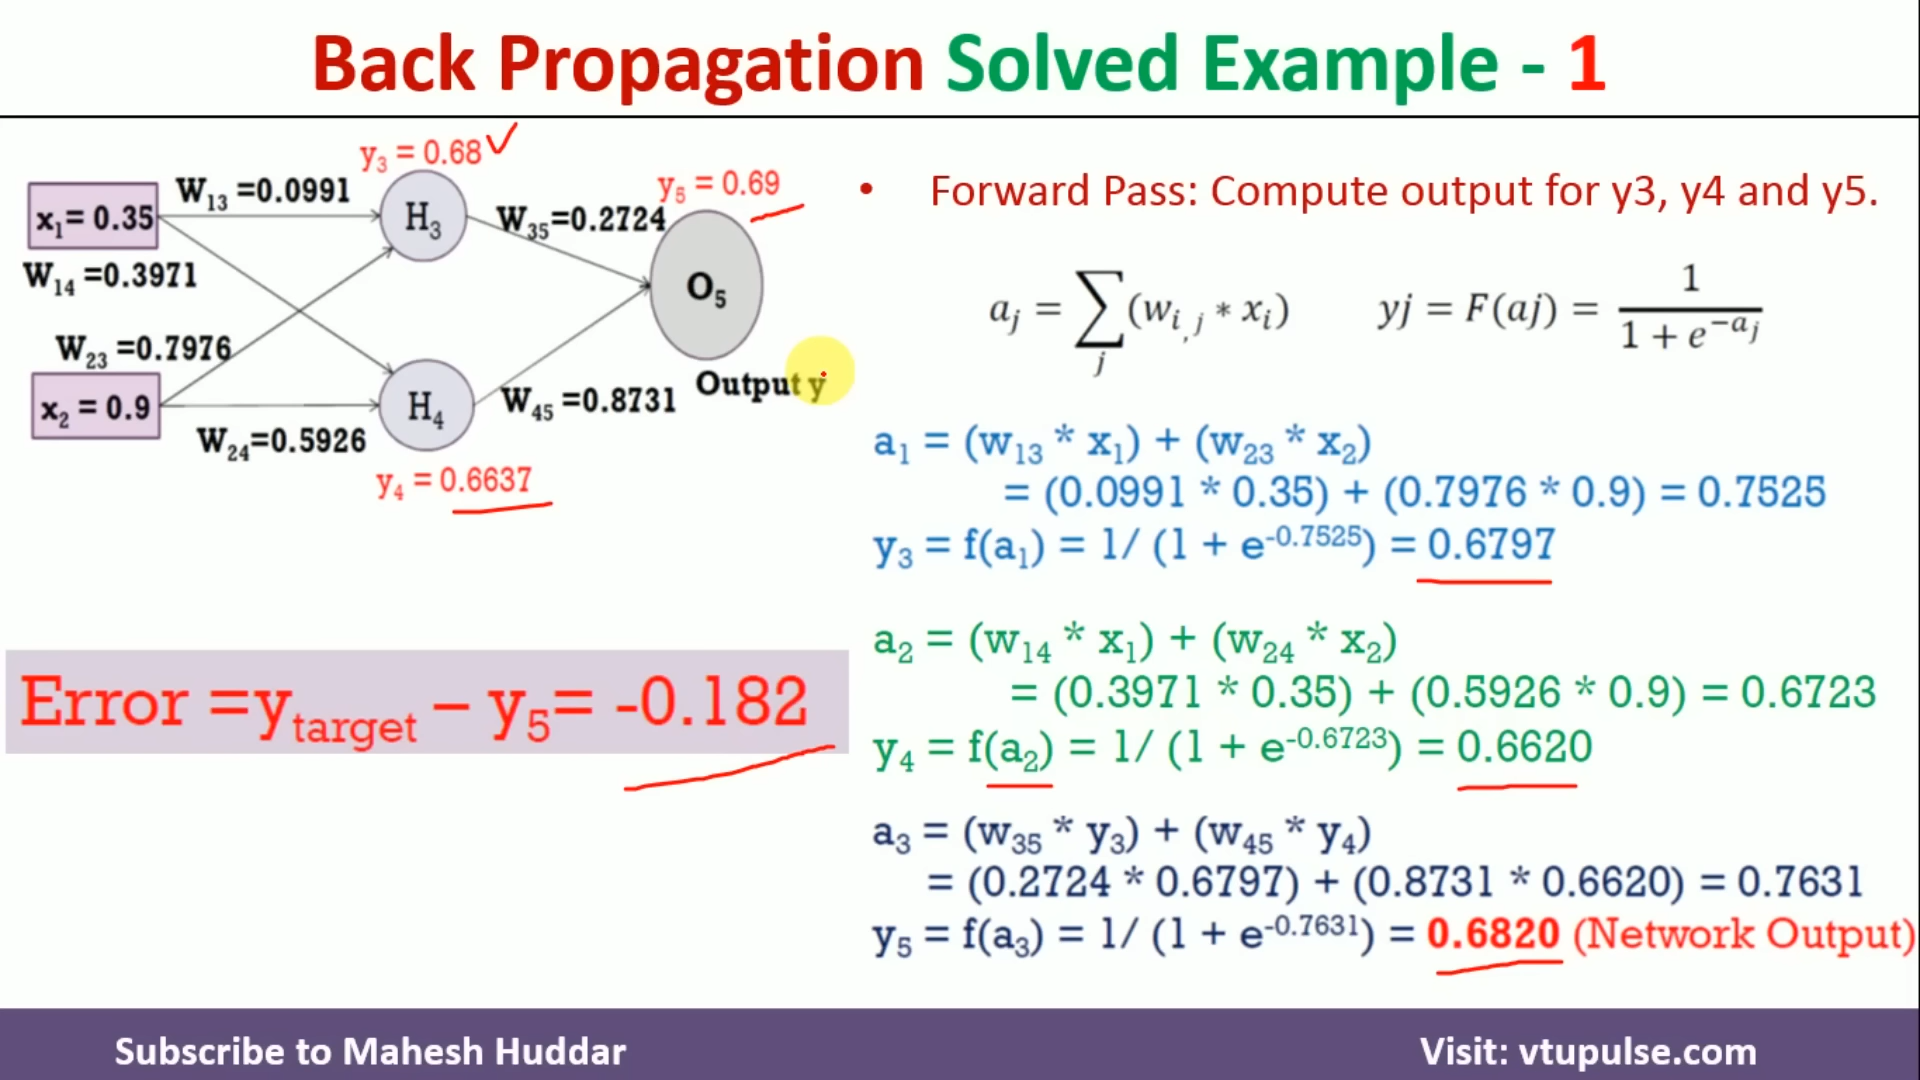 Back Propagation Solved Example - 1
y3 = 0.68
W13 =0.0991
y5 = 0.69
x1= 0.35
H3
W35=0.2724
W14 =0.3971
O5
W23 =0.7976
x2 = 0.9
H4
W45 =0.8731
Output y
W24=0.5926
y4 = 0.6637
Error =ytarget – y5= -0.182
• Forward Pass: Compute output for y3, y4 and y5.
aj = ∑j (wi,j * xi)    yj = F(aj) = 1 / (1 + e^-aj)
a1 = (w13 * x1) + (w23 * x2)
= (0.0991 * 0.35) + (0.7976 * 0.9) = 0.7525
y3 = f(a1) = 1/ (1 + e^-0.7525) = 0.6797
a2 = (w14 * x1) + (w24 * x2)
= (0.3971 * 0.35) + (0.5926 * 0.9) = 0.6723
y4 = f(a2) = 1/ (1 + e^-0.6723) = 0.6620
a3 = (w35 * y3) + (w45 * y4)
= (0.2724 * 0.6797) + (0.8731 * 0.6620) = 0.7631
y5 = f(a3) = 1/ (1 + e^-0.7631) = 0.6820 (Network Output)
Subscribe to Mahesh Huddar
Visit: vtupulse.com